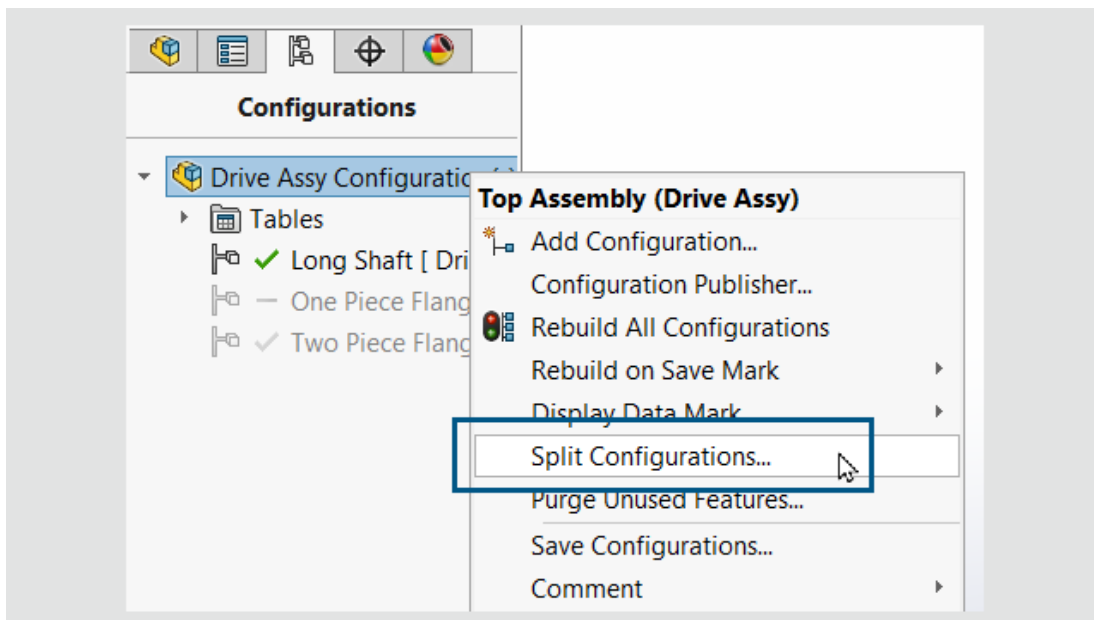 Configurations
Drive Assy Configuratio
Tables
Long Shaft [ Dri
One Piece Flang
Two Piece Flang
Top Assembly (Drive Assy)
Add Configuration...
Configuration Publisher...
Rebuild All Configurations
Rebuild on Save Mark
Display Data Mark
Split Configurations...
Purge Unused Features...
Save Configurations...
Comment